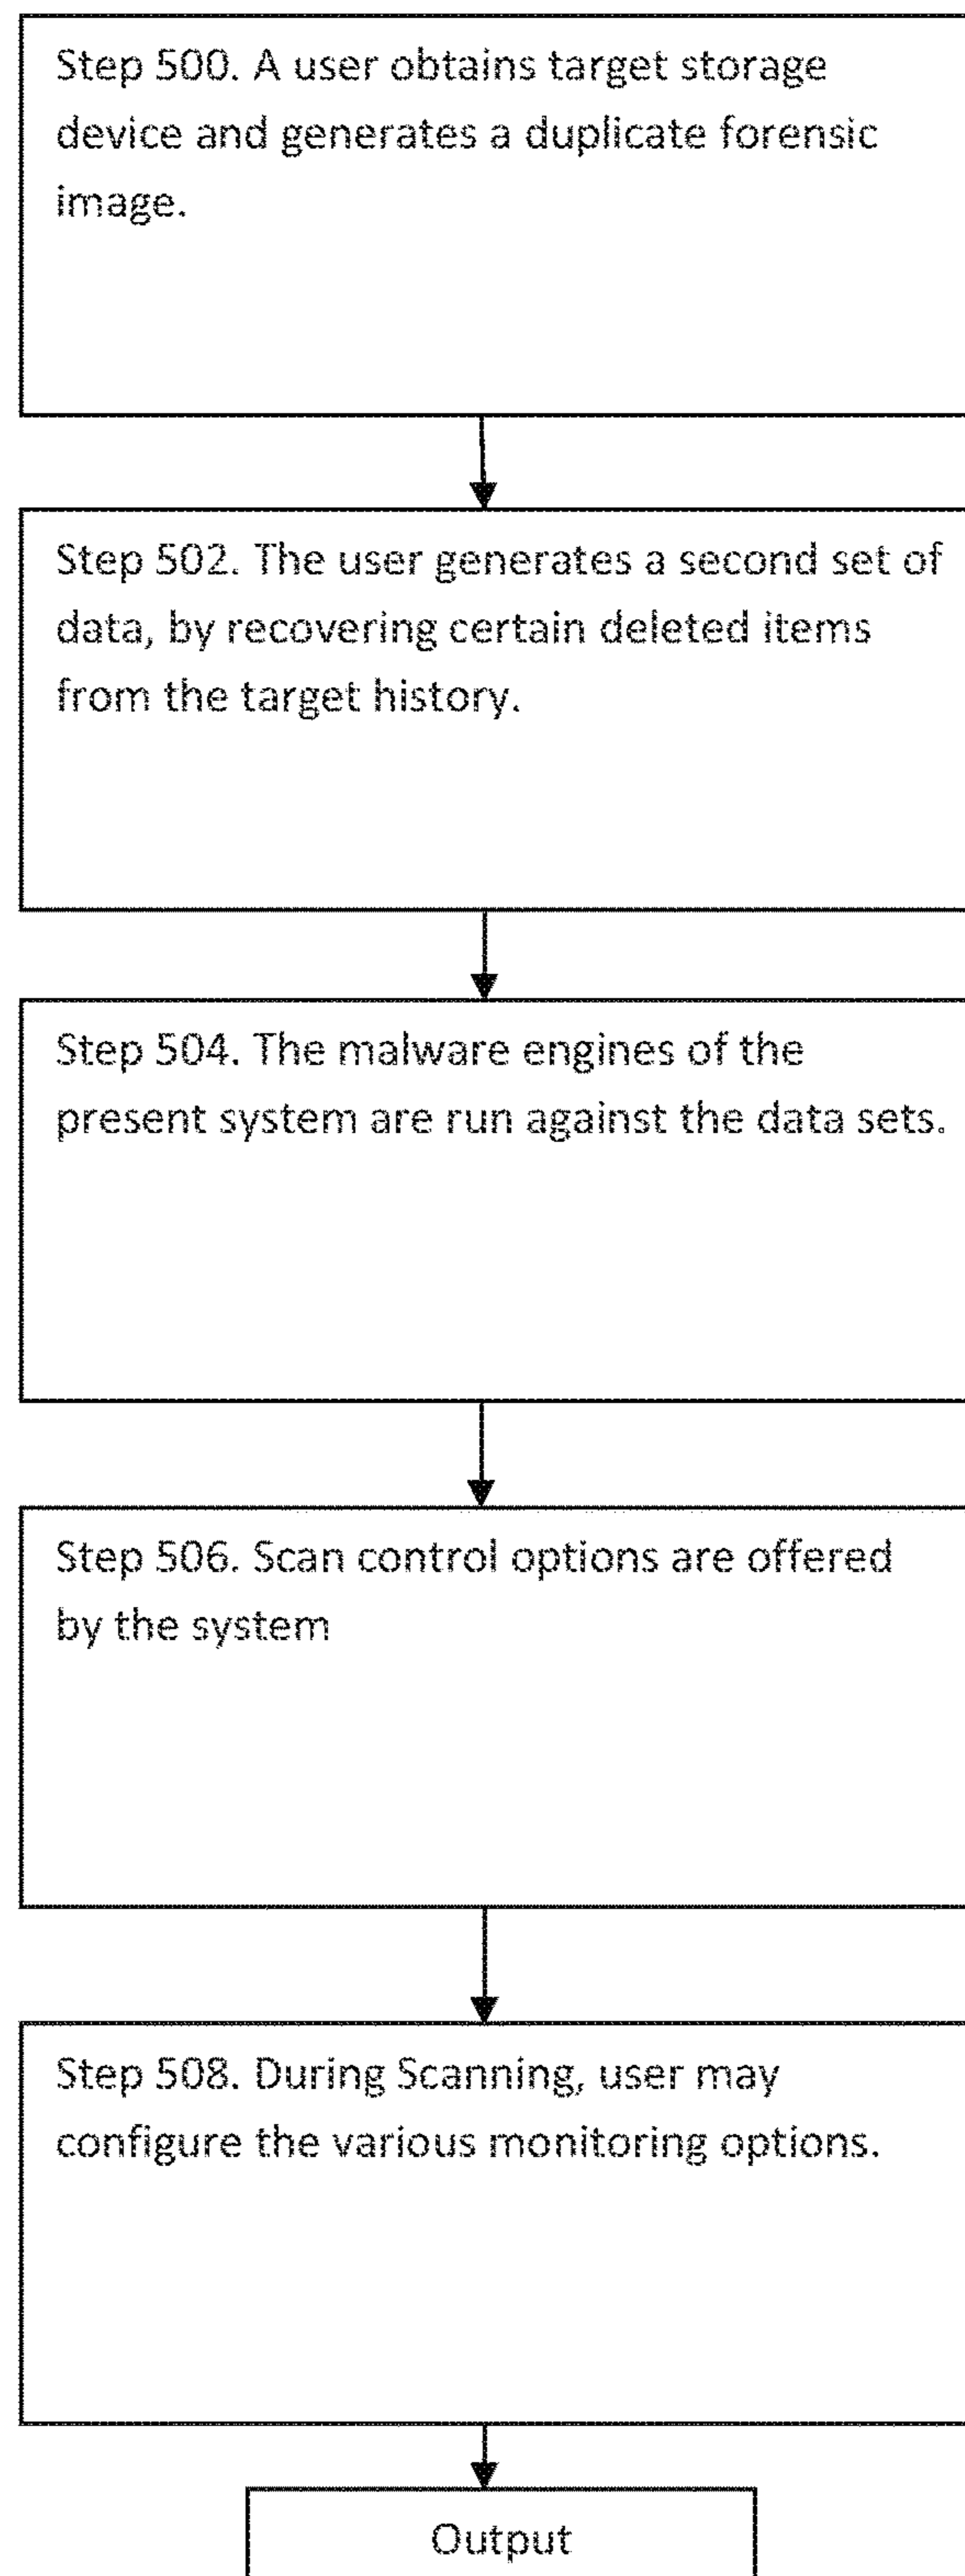 Step 500. A user obtains target storage
device and generates a duplicate forensic
image.
Step 502. The user generates a second set of
data, by recovering certain deleted items
from the target history.
Step 504. The malware engines of the
present system are run against the data sets.
Step 506. Scan control options are offered
by the system
Step 508. During Scanning, user may
configure the various monitoring options.
Output